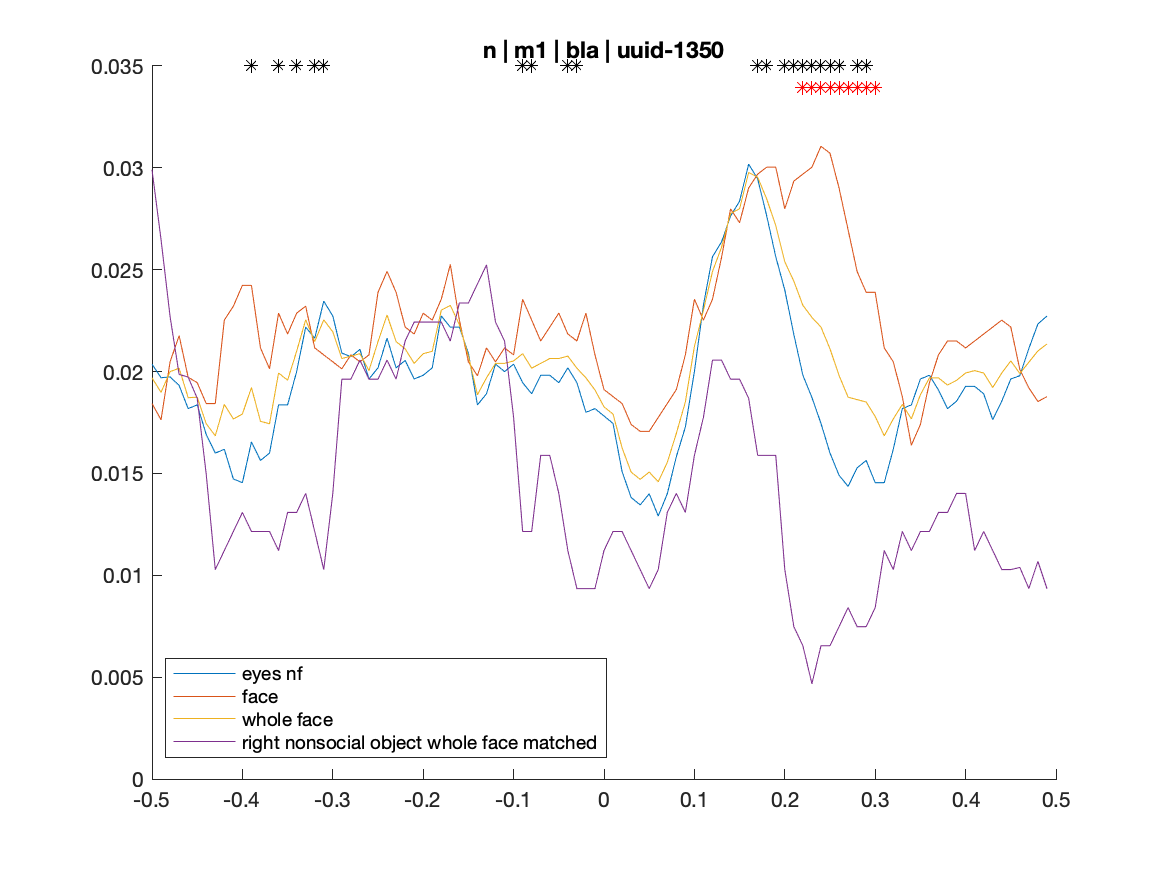 n | m1 | bla | uuid-1350
0.035
0.03
0.025
0.02
0.015
0.01
0.005
0
eyes nf
face
whole face
right nonsocial object whole face matched
-0.5 -0.4 -0.3 -0.2 -0.1 0 0.1 0.2 0.3 0.4 0.5